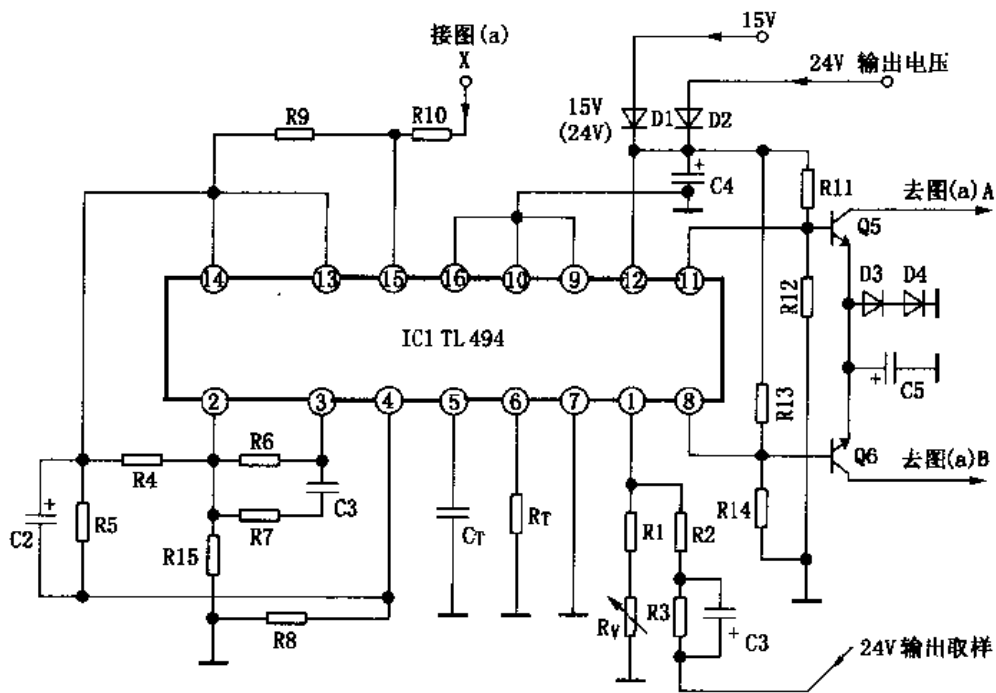 接图(a)
X
15V
24V 输出电压
R9
R10
15V
(24V)
D1
D2
C4
R11
去图(a)A
Q5
14
13
15
16
10
9
12
11
D3
D4
R12
IC1 TL494
C5
R13
2
3
4
5
6
7
1
8
R6
Q6
去图(a)B
R4
C3
C2
R5
R7
R15
CT
RT
R1
R2
R14
R8
RV
R3
C3
24V 输出取样